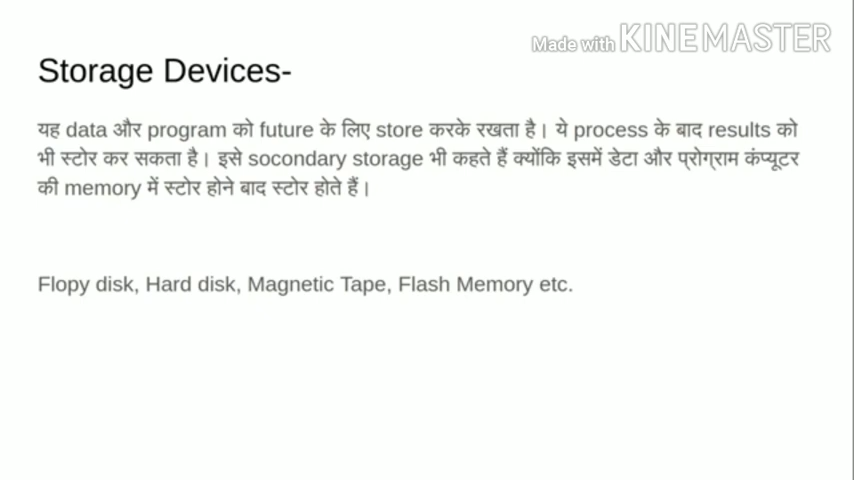 Made with KINEMASTER
Storage Devices-
यह data और program को future के लिए store करके रखता है। ये process के बाद results को
भी स्टोर कर सकता है। इसे socondary storage भी कहते हैं क्योंकि इसमें डेटा और प्रोग्राम कंप्यूटर
की memory में स्टोर होने बाद स्टोर होते हैं।
Flopy disk, Hard disk, Magnetic Tape, Flash Memory etc.